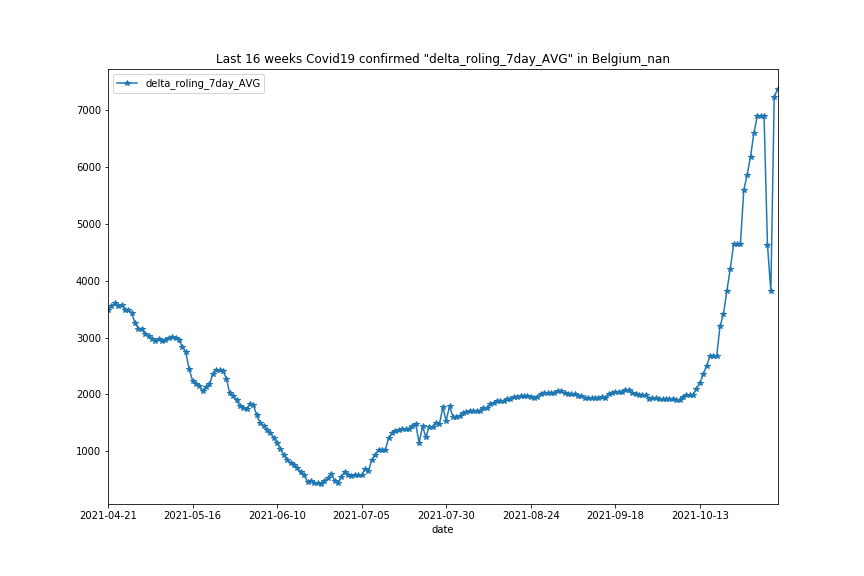 Last 16 weeks Covid19 confirmed "delta_roling_7day_AVG" in Belgium_nan
delta_roling_7day_AVG
7000
6000
5000
4000
3000
2000
1000
2021-04-21 2021-05-16 2021-06-10 2021-07-05 2021-07-30 2021-08-24 2021-09-18 2021-10-13
date